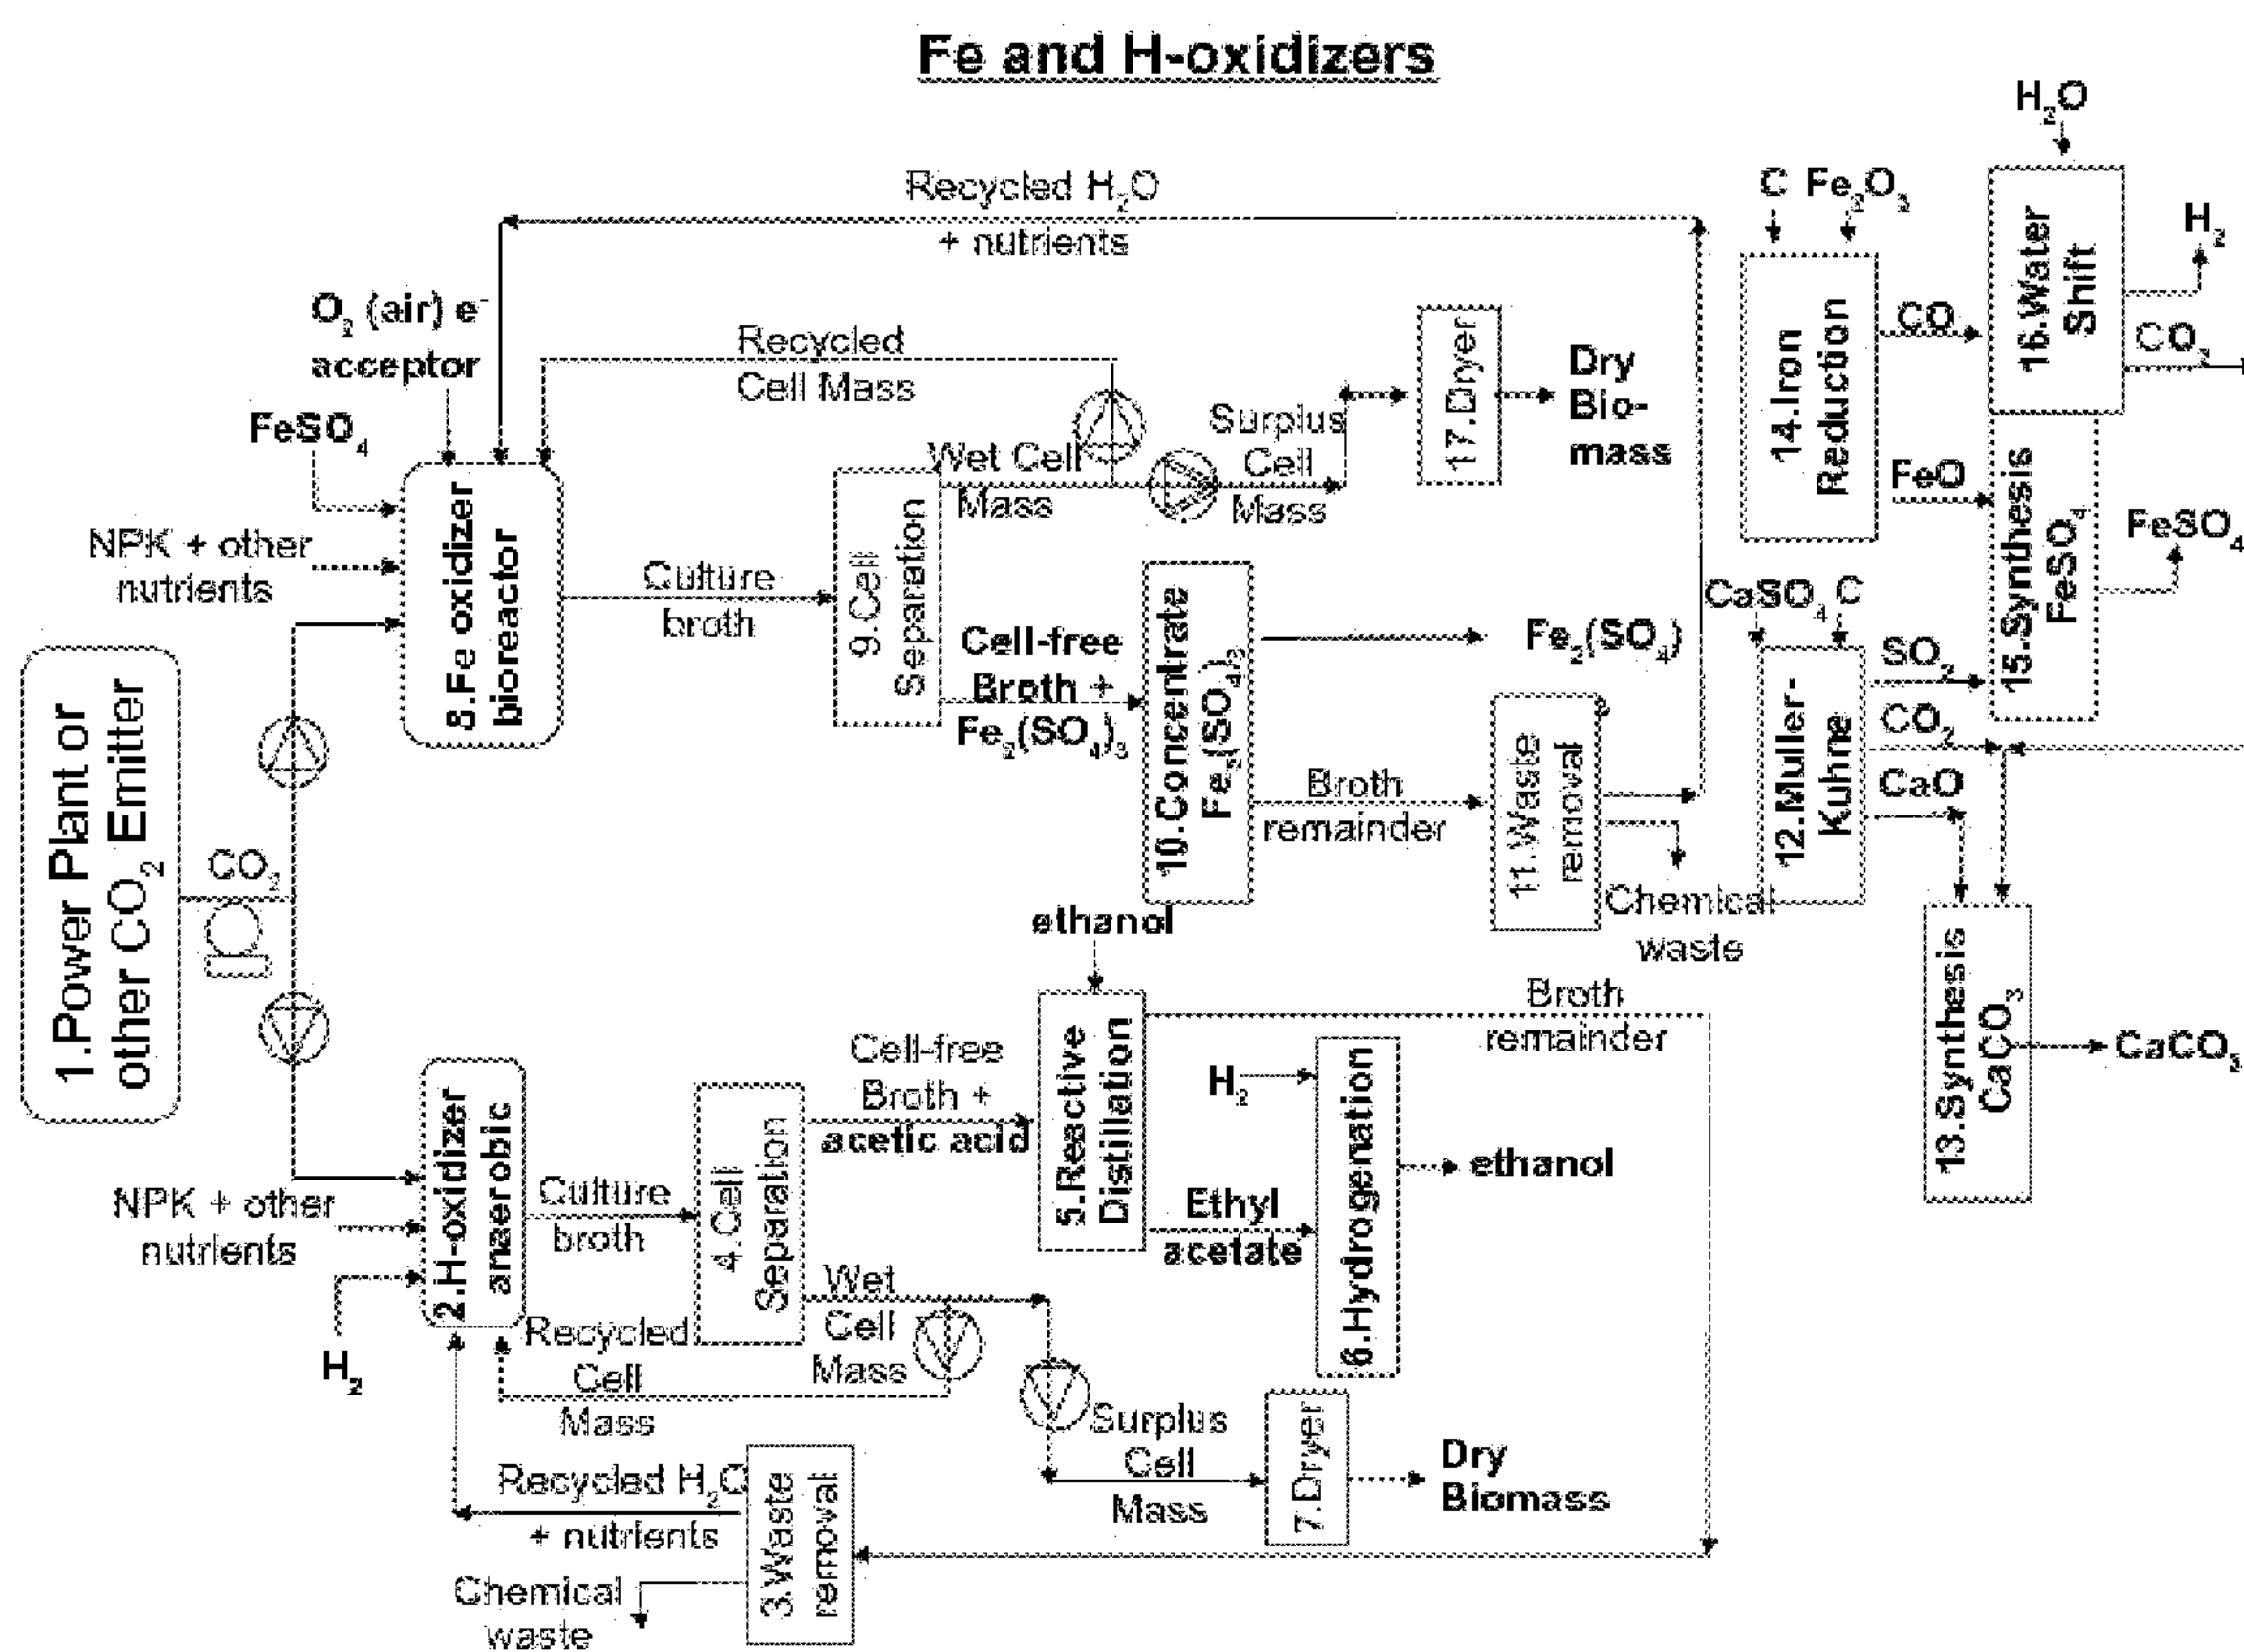 Fe and H-oxidizers
H₂O
Recycled H₂O
+ nutrients
C Fe₂O₃
16.Water
Shift
H₂
O₂ (air) e⁻
acceptor
Recycled
Cell Mass
17.Dryer
Dry
Bio-
mass
14.Iron
Reduction
CO
CO₂
FeSO₄
Surplus
Cell
Mass
Wet Cell
Mass
FeO
8.Fe oxidizer
bioreactor
NPK + other
nutrients
Culture
broth
9.Cell
Separation
15.Synthesis
FeSO₄
FeSO₄
CaSO₄ C
Cell-free
Broth +
Fe₂(SO₄)₃
10.Concentrate
Fe₂(SO₄)₃
Fe₂(SO₄)
12.Muller-
Kuhne
SO₂
CO₂
CaO
1.Power Plant or
other CO₂ Emitter
CO₂
Broth
remainder
11.Waste
removal
Chemical
waste
ethanol
5.Reactive
Distillation
Broth
remainder
13.Synthesis
CaCO₃
CaCO₃
Cell-free
Broth +
acetic acid
H₂
6.Hydrogenation
ethanol
Ethyl
acetate
2.H-oxidizer
anaerobic
NPK + other
nutrients
Culture
broth
4.Cell
Separation
H₂
Wet
Cell
Mass
Recycled
Cell
Mass
Surplus
Cell
Mass
7.Dryer
Dry
Biomass
Recycled H₂O
+ nutrients
3.Waste
removal
Chemical
waste